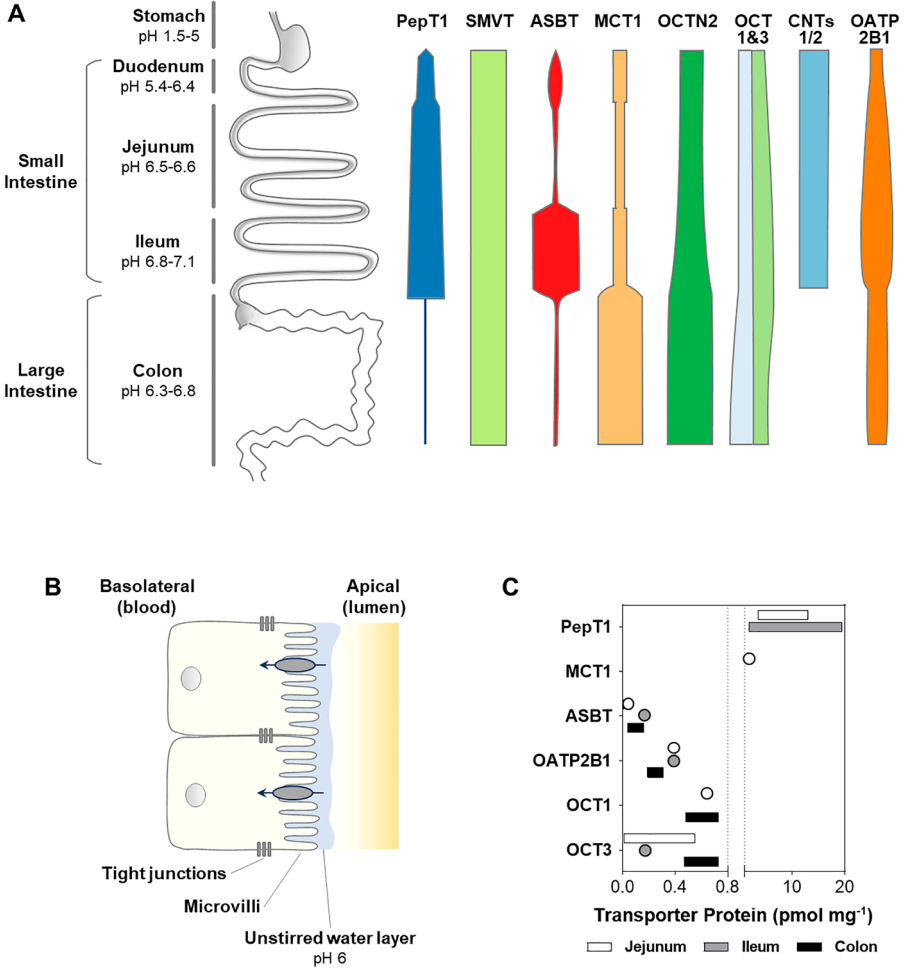 A
Stomach
pH 1.5-5
Duodenum
pH 5.4-6.4
Small
Intestine
Jejunum
pH 6.5-6.6
Ileum
pH 6.8-7.1
Large
Intestine
Colon
pH 6.3-6.8
PepT1
SMVT
ASBT
MCT1
OCTN2
OCT
1&3
CNTs
1/2
OATP
2B1
B
Basolateral
(blood)
Apical
(lumen)
Tight junctions
Microvilli
Unstirred water layer
pH 6
C
PepT1
MCT1
ASBT
OATP2B1
OCT1
OCT3
0.0 0.4 0.8 10 20
Transporter Protein (pmol mg⁻¹)
Jejunum Ileum Colon